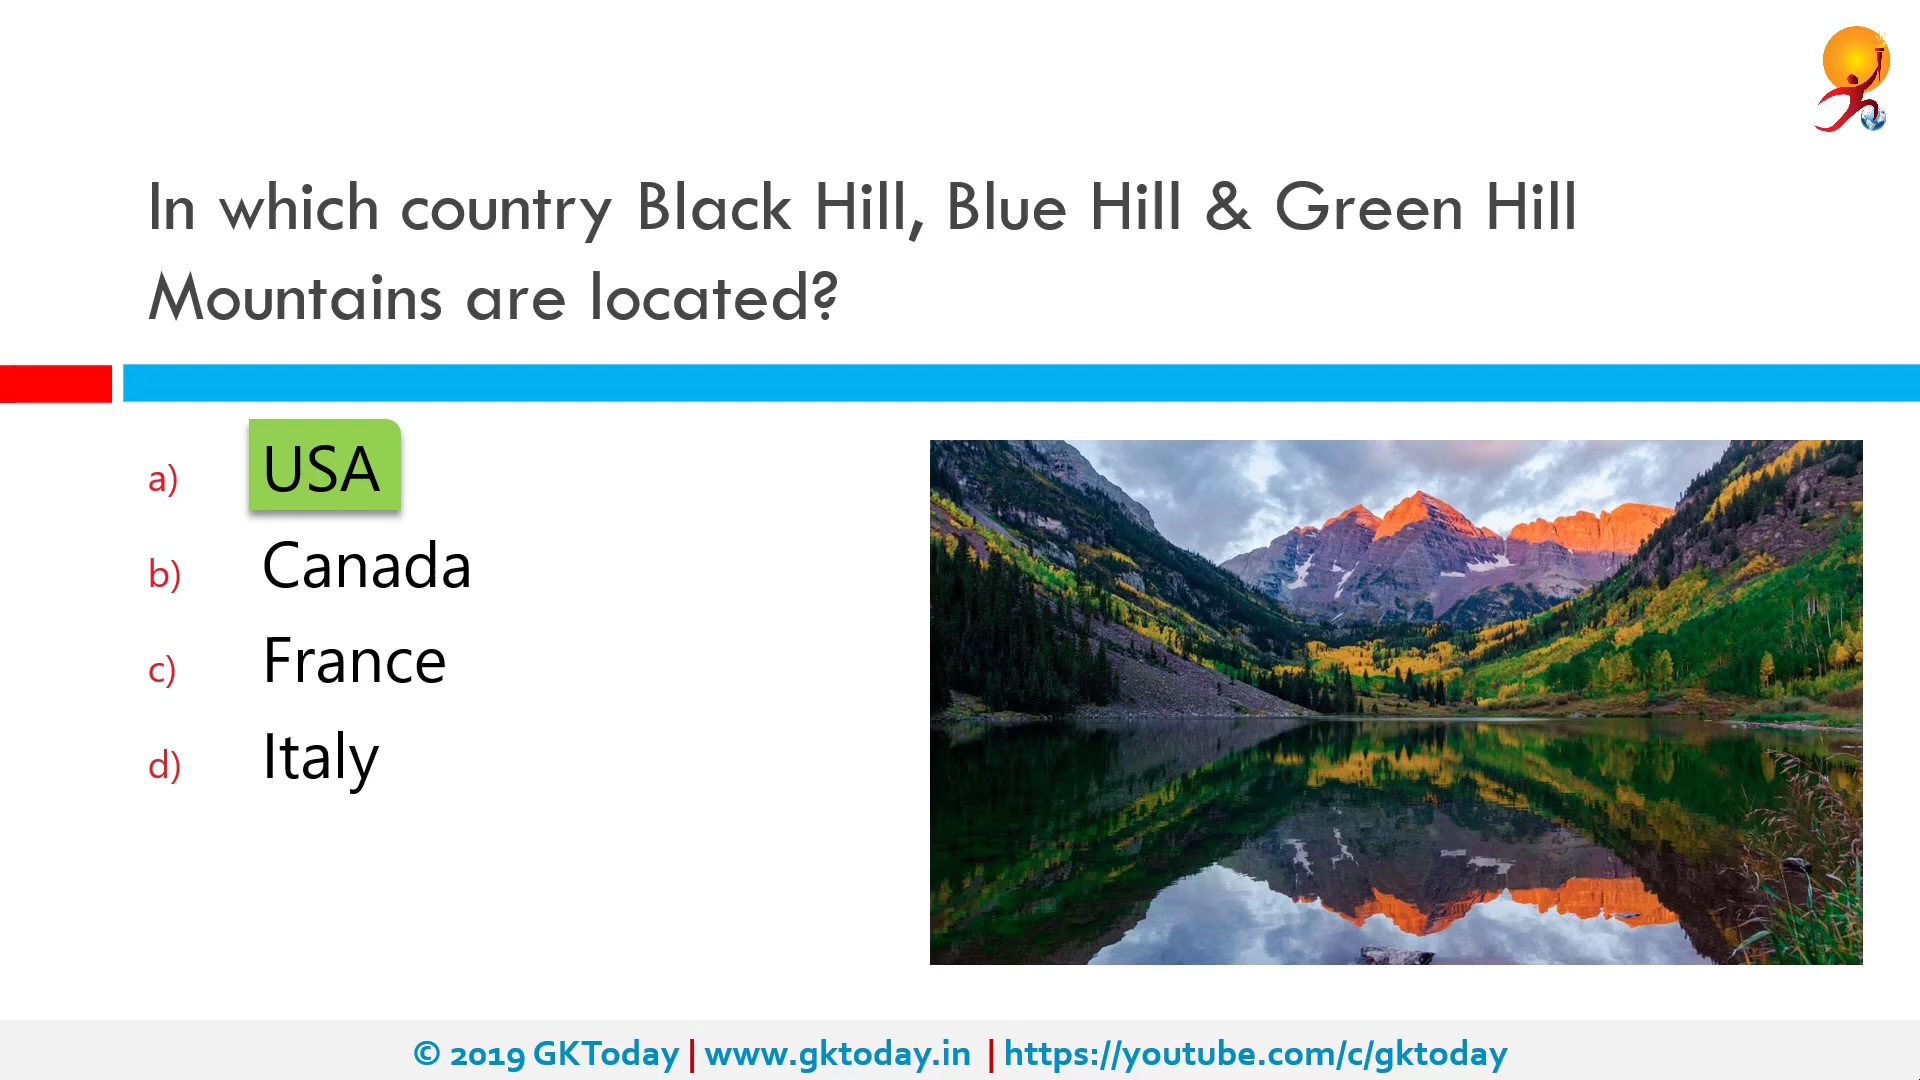 In which country Black Hill, Blue Hill & Green Hill
Mountains are located?
a) USA
b) Canada
c) France
d) Italy
© 2019 GKToday | www.gktoday.in | https://youtube.com/c/gktoday